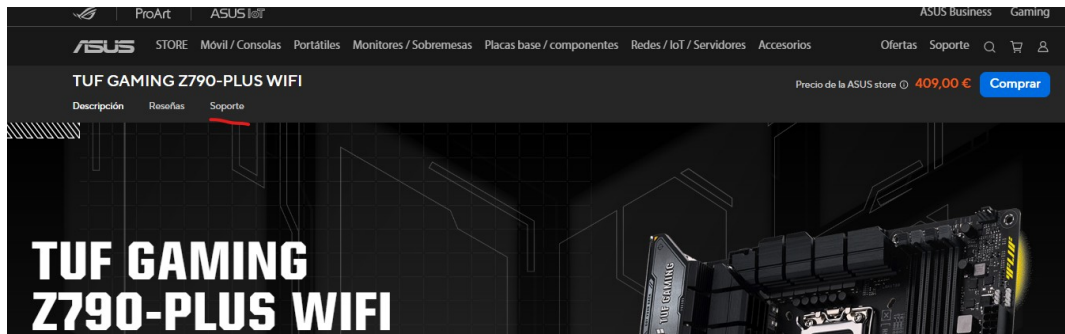 ProArt ASUS IoT ASUS Business Gaming
ASUS STORE Móvil / Consolas Portátiles Monitores / Sobremesas Placas base / componentes Redes / IoT / Servidores Accesorios Ofertas Soporte
TUF GAMING Z790-PLUS WIFI Precio de la ASUS store 409,00 € Comprar
Descripción Reseñas Soporte
TUF GAMING
Z790-PLUS WIFI
TUF GAMING